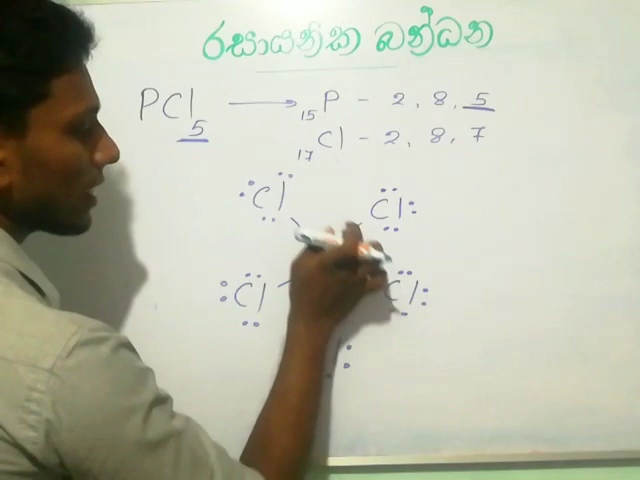 රසායනික බන්ධන
PCl5 → 15P - 2, 8, 5
17Cl - 2, 8, 7
Cl Cl
Cl Cl